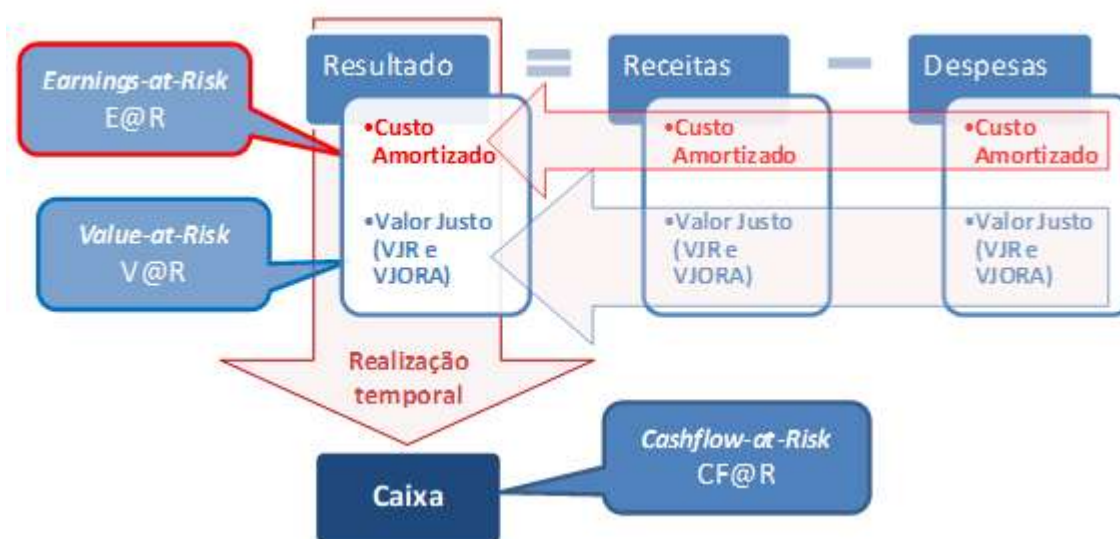 Earnings-at-Risk
E@R
Value-at-Risk
V@R
Resultado
=
Receitas
−
Despesas
•Custo
Amortizado
•Valor Justo
(VJR e
VJORA)
•Custo
Amortizado
•Valor Justo
(VJR e
VJORA)
•Custo
Amortizado
•Valor Justo
(VJR e
VJORA)
Realização
temporal
Caixa
Cashflow-at-Risk
CF@R